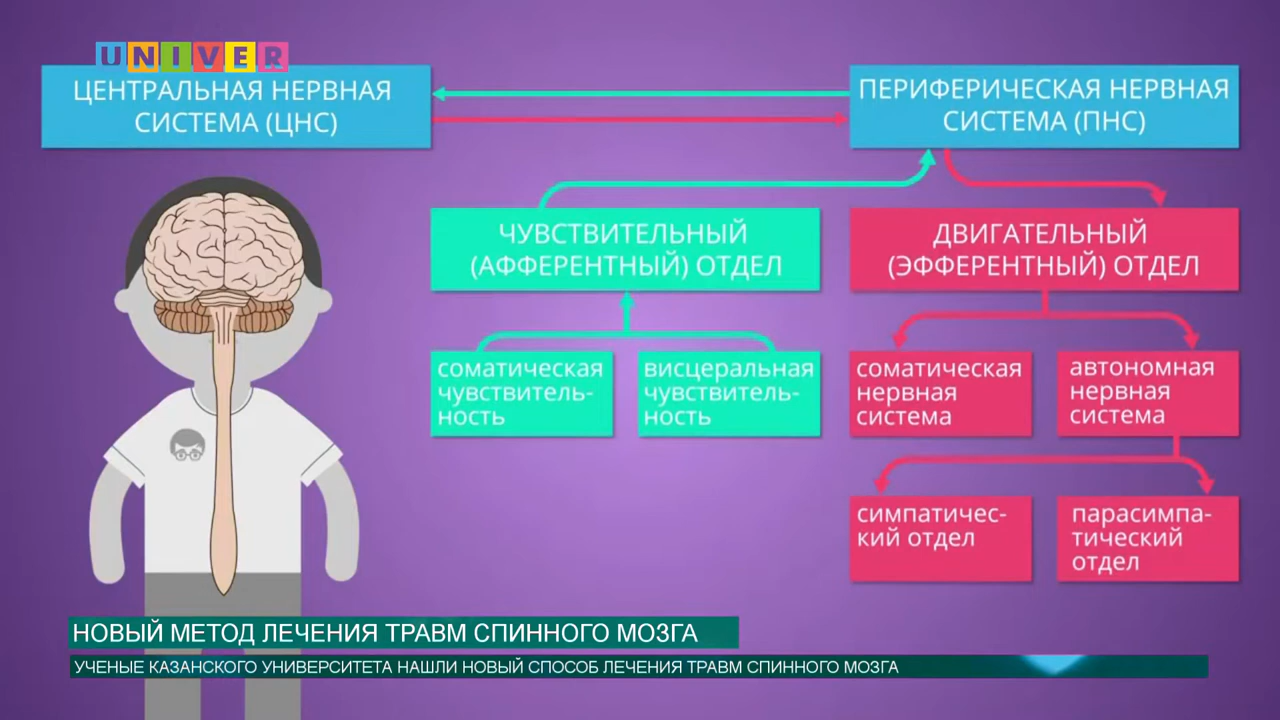 UNIVER
ЦЕНТРАЛЬНАЯ НЕРВНАЯ
СИСТЕМА (ЦНС)
ПЕРИФЕРИЧЕСКАЯ НЕРВНАЯ
СИСТЕМА (ПНС)
ЧУВСТВИТЕЛЬНЫЙ
(АФФЕРЕНТНЫЙ) ОТДЕЛ
ДВИГАТЕЛЬНЫЙ
(ЭФФЕРЕНТНЫЙ) ОТДЕЛ
соматическая
чувствитель-
ность
висцеральная
чувствитель-
ность
соматическая
нервная
система
автономная
нервная
система
симпатичес-
кий отдел
парасимпа-
тический
отдел
НОВЫЙ МЕТОД ЛЕЧЕНИЯ ТРАВМ СПИННОГО МОЗГА
УЧЕНЫЕ КАЗАНСКОГО УНИВЕРСИТЕТА НАШЛИ НОВЫЙ СПОСОБ ЛЕЧЕНИЯ ТРАВМ СПИННОГО МОЗГА